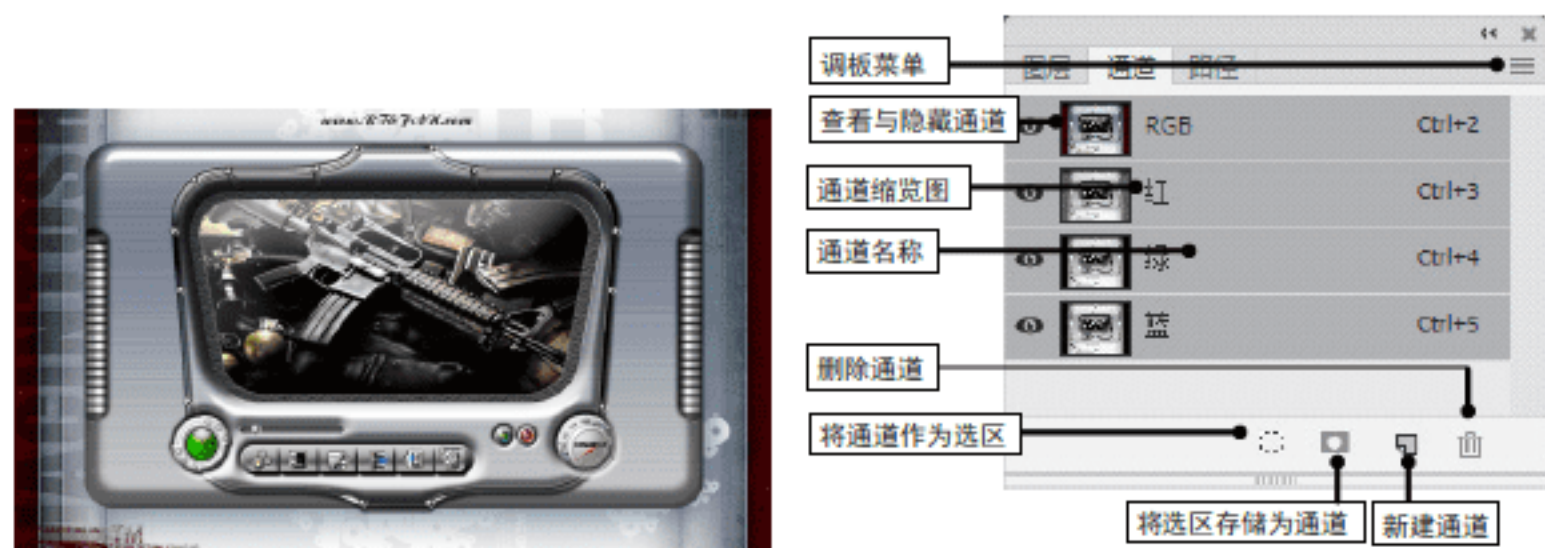 调板菜单
图层 通道 路径
查看与隐藏通道
RGB Ctrl+2
通道缩览图
红 Ctrl+3
通道名称
绿 Ctrl+4
蓝 Ctrl+5
删除通道
将通道作为选区
将选区存储为通道
新建通道